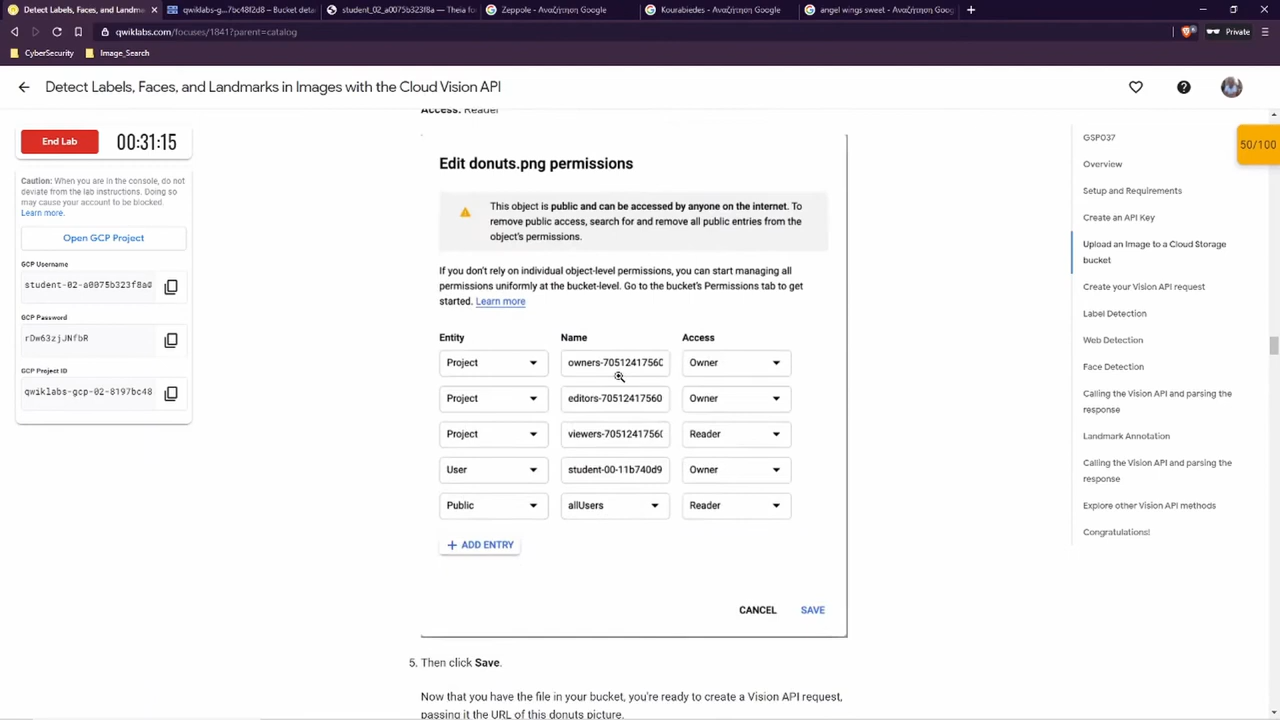 Detect Labels, Faces, and Landma
qwiklabs-g...7bc48f2d8 – Bucket detai
student_02_a0075b323f8a — Theia fo
Zeppole - Αναζήτηση Google
Kourabiedes - Αναζήτηση Google
angel wings sweet - Αναζήτηση Goog
qwiklabs.com/focuses/1841?parent=catalog
Private
CyberSecurity
Image_Search
Detect Labels, Faces, and Landmarks in Images with the Cloud Vision API
End Lab
00:31:15
Caution: When you are in the console, do not
deviate from the lab instructions. Doing so
may cause your account to be blocked.
Learn more.
Open GCP Project
GCP Username
student-02-a0075b323f8a@
GCP Password
rDw63zjJNfbR
GCP Project ID
qwiklabs-gcp-02-8197bc48
Access: Reader
Edit donuts.png permissions
This object is public and can be accessed by anyone on the internet. To
remove public access, search for and remove all public entries from the
object's permissions.
If you don't rely on individual object-level permissions, you can start managing all
permissions uniformly at the bucket-level. Go to the bucket's Permissions tab to get
started. Learn more
Entity Name Access
Project owners-70512417560 Owner
Project editors-70512417560 Owner
Project viewers-70512417560 Reader
User student-00-11b740d9 Owner
Public allUsers Reader
+ ADD ENTRY
CANCEL SAVE
5. Then click Save.
Now that you have the file in your bucket, you're ready to create a Vision API request,
passing it the URL of this donuts picture.
GSP037
Overview
Setup and Requirements
Create an API Key
Upload an Image to a Cloud Storage
bucket
Create your Vision API request
Label Detection
Web Detection
Face Detection
Calling the Vision API and parsing the
response
Landmark Annotation
Calling the Vision API and parsing the
response
Explore other Vision API methods
Congratulations!
50/100